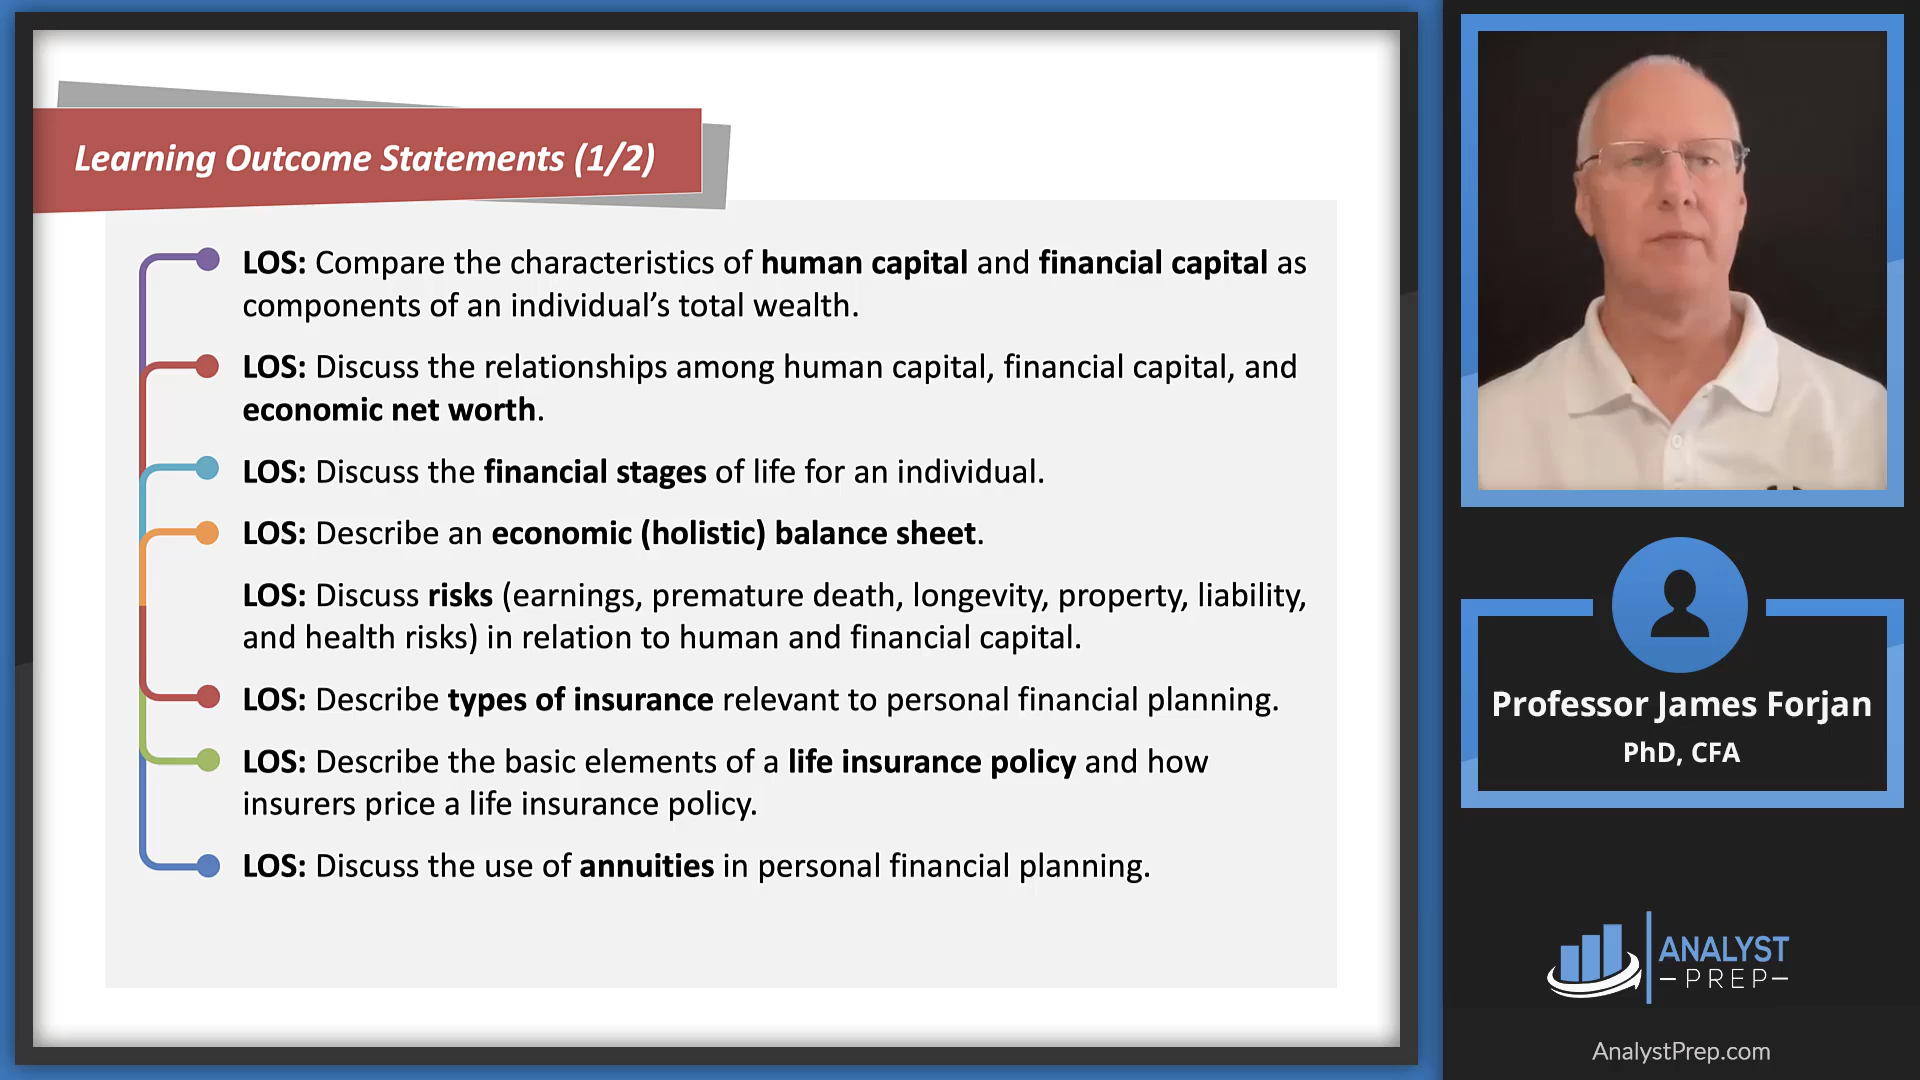 Learning Outcome Statements (1/2)
LOS: Compare the characteristics of human capital and financial capital as
components of an individual’s total wealth.
LOS: Discuss the relationships among human capital, financial capital, and
economic net worth.
LOS: Discuss the financial stages of life for an individual.
LOS: Describe an economic (holistic) balance sheet.
LOS: Discuss risks (earnings, premature death, longevity, property, liability,
and health risks) in relation to human and financial capital.
LOS: Describe types of insurance relevant to personal financial planning.
LOS: Describe the basic elements of a life insurance policy and how
insurers price a life insurance policy.
LOS: Discuss the use of annuities in personal financial planning.
Professor James Forjan
PhD, CFA
ANALYST
PREP
AnalystPrep.com